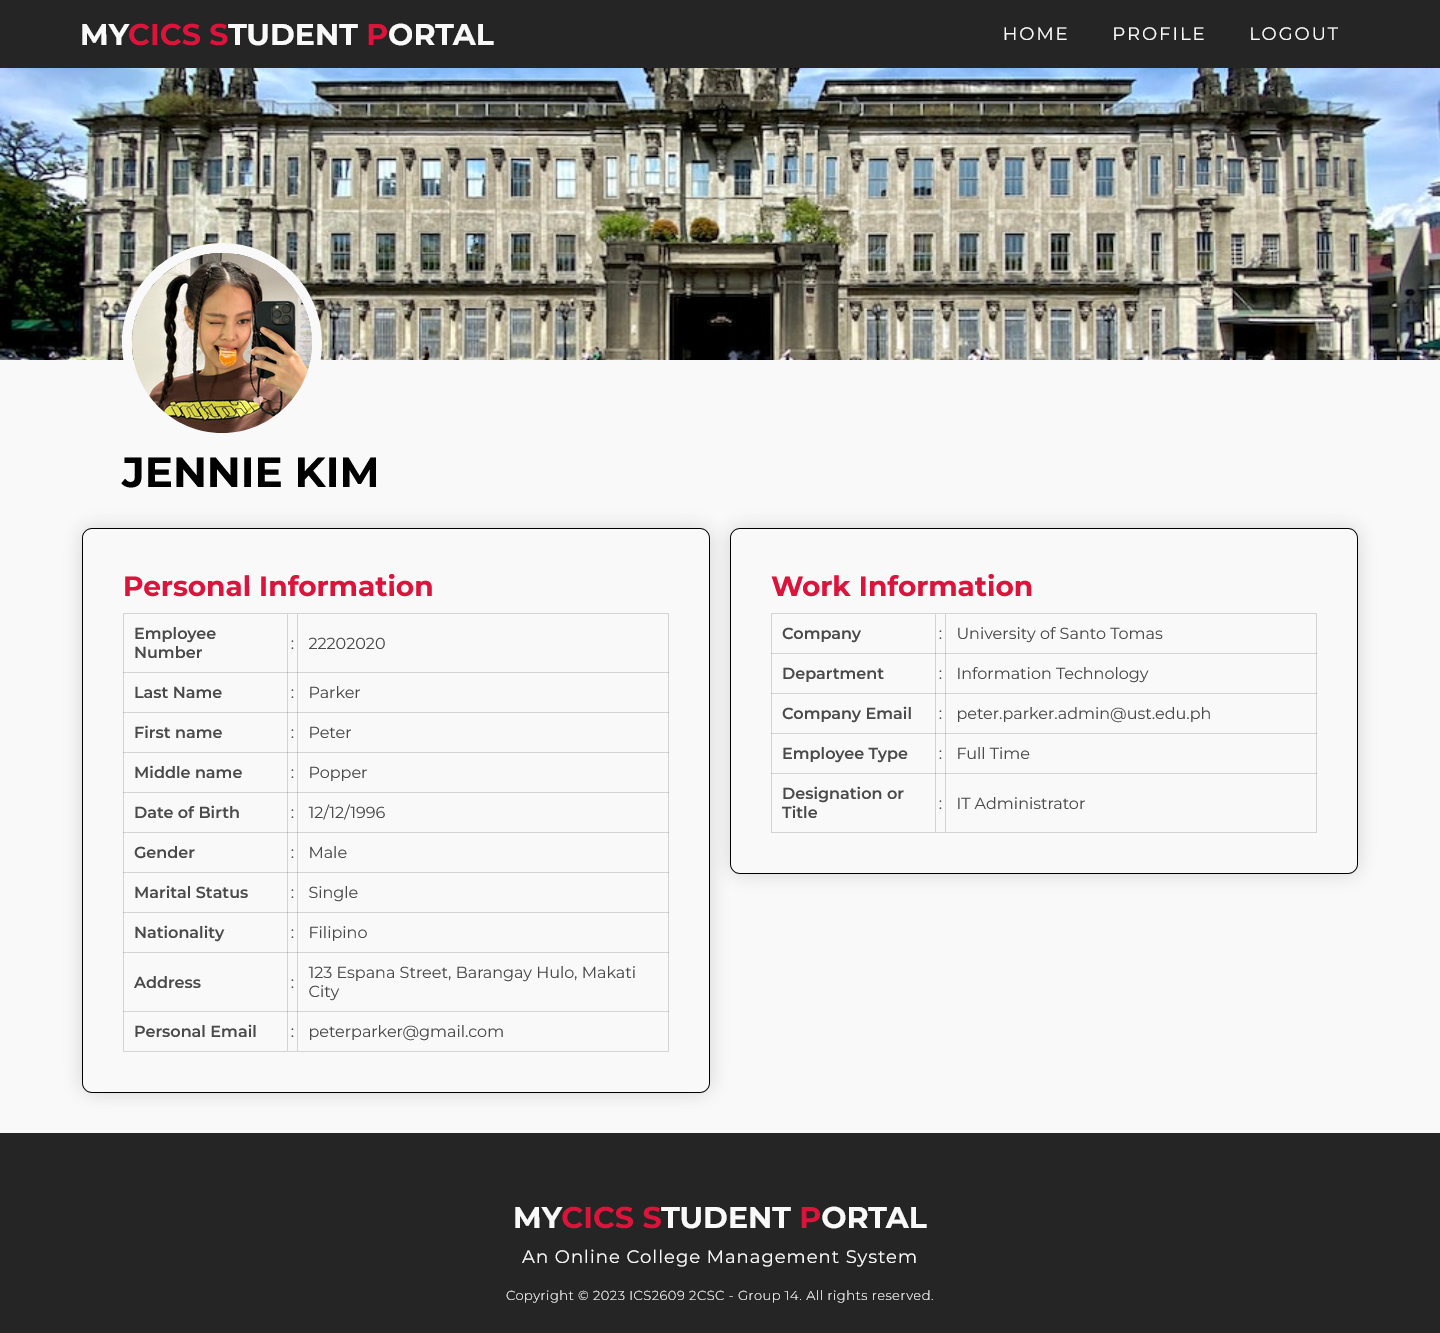 MYCICS STUDENT PORTAL
HOME PROFILE LOGOUT
JENNIE KIM
Personal Information
Employee
Number : 22202020
Last Name : Parker
First name : Peter
Middle name : Popper
Date of Birth : 12/12/1996
Gender : Male
Marital Status : Single
Nationality : Filipino
Address : 123 Espana Street, Barangay Hulo, Makati
City
Personal Email : peterparker@gmail.com
Work Information
Company : University of Santo Tomas
Department : Information Technology
Company Email : peter.parker.admin@ust.edu.ph
Employee Type : Full Time
Designation or
Title : IT Administrator
MYCICS STUDENT PORTAL
An Online College Management System
Copyright © 2023 ICS2609 2CSC - Group 14. All rights reserved.